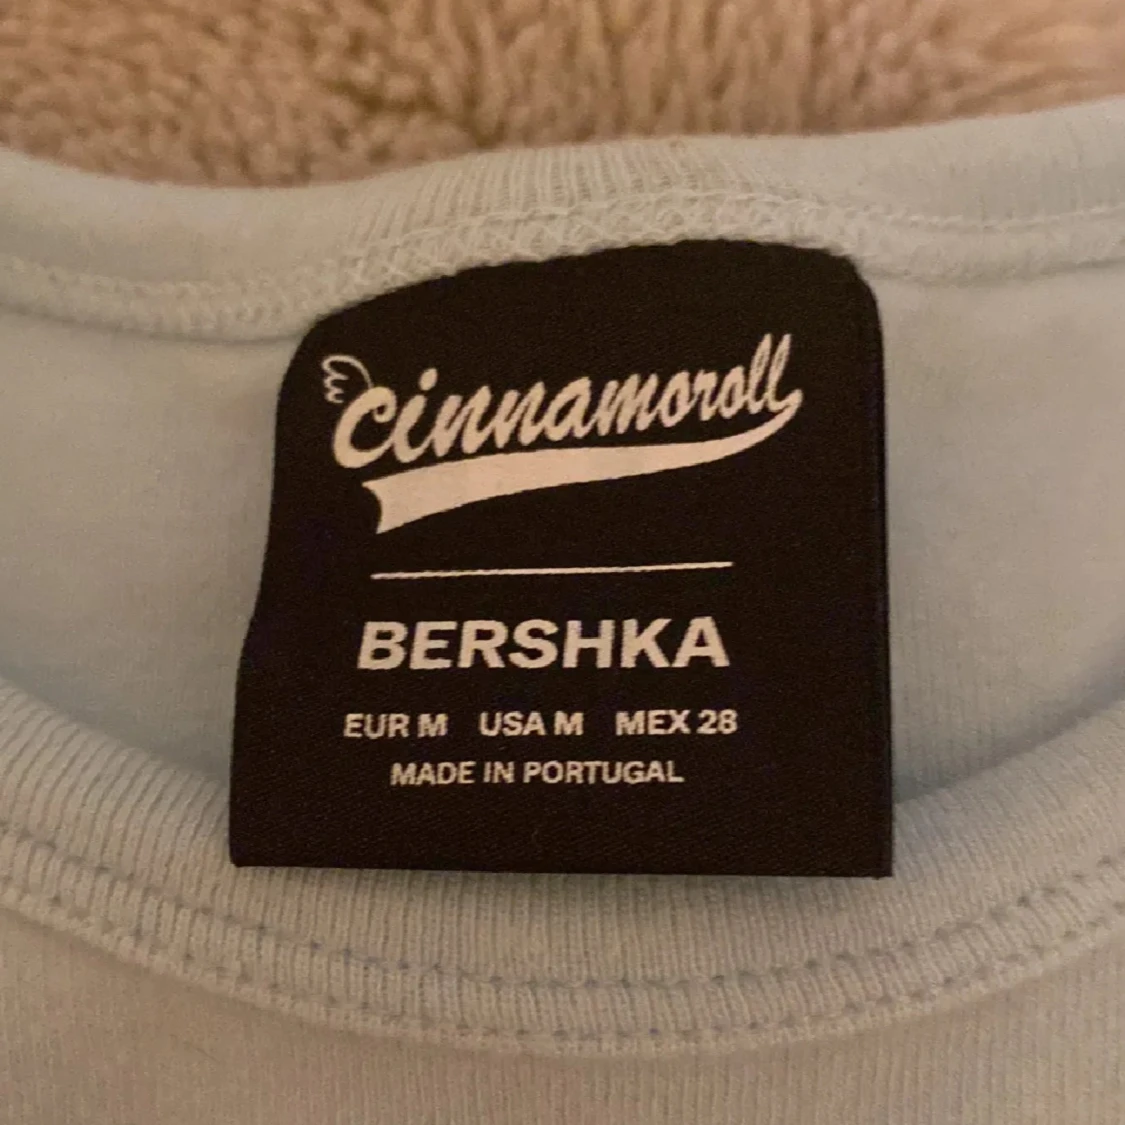 Cinnamoroll
BERSHKA
EUR M USA M MEX 28
MADE IN PORTUGAL